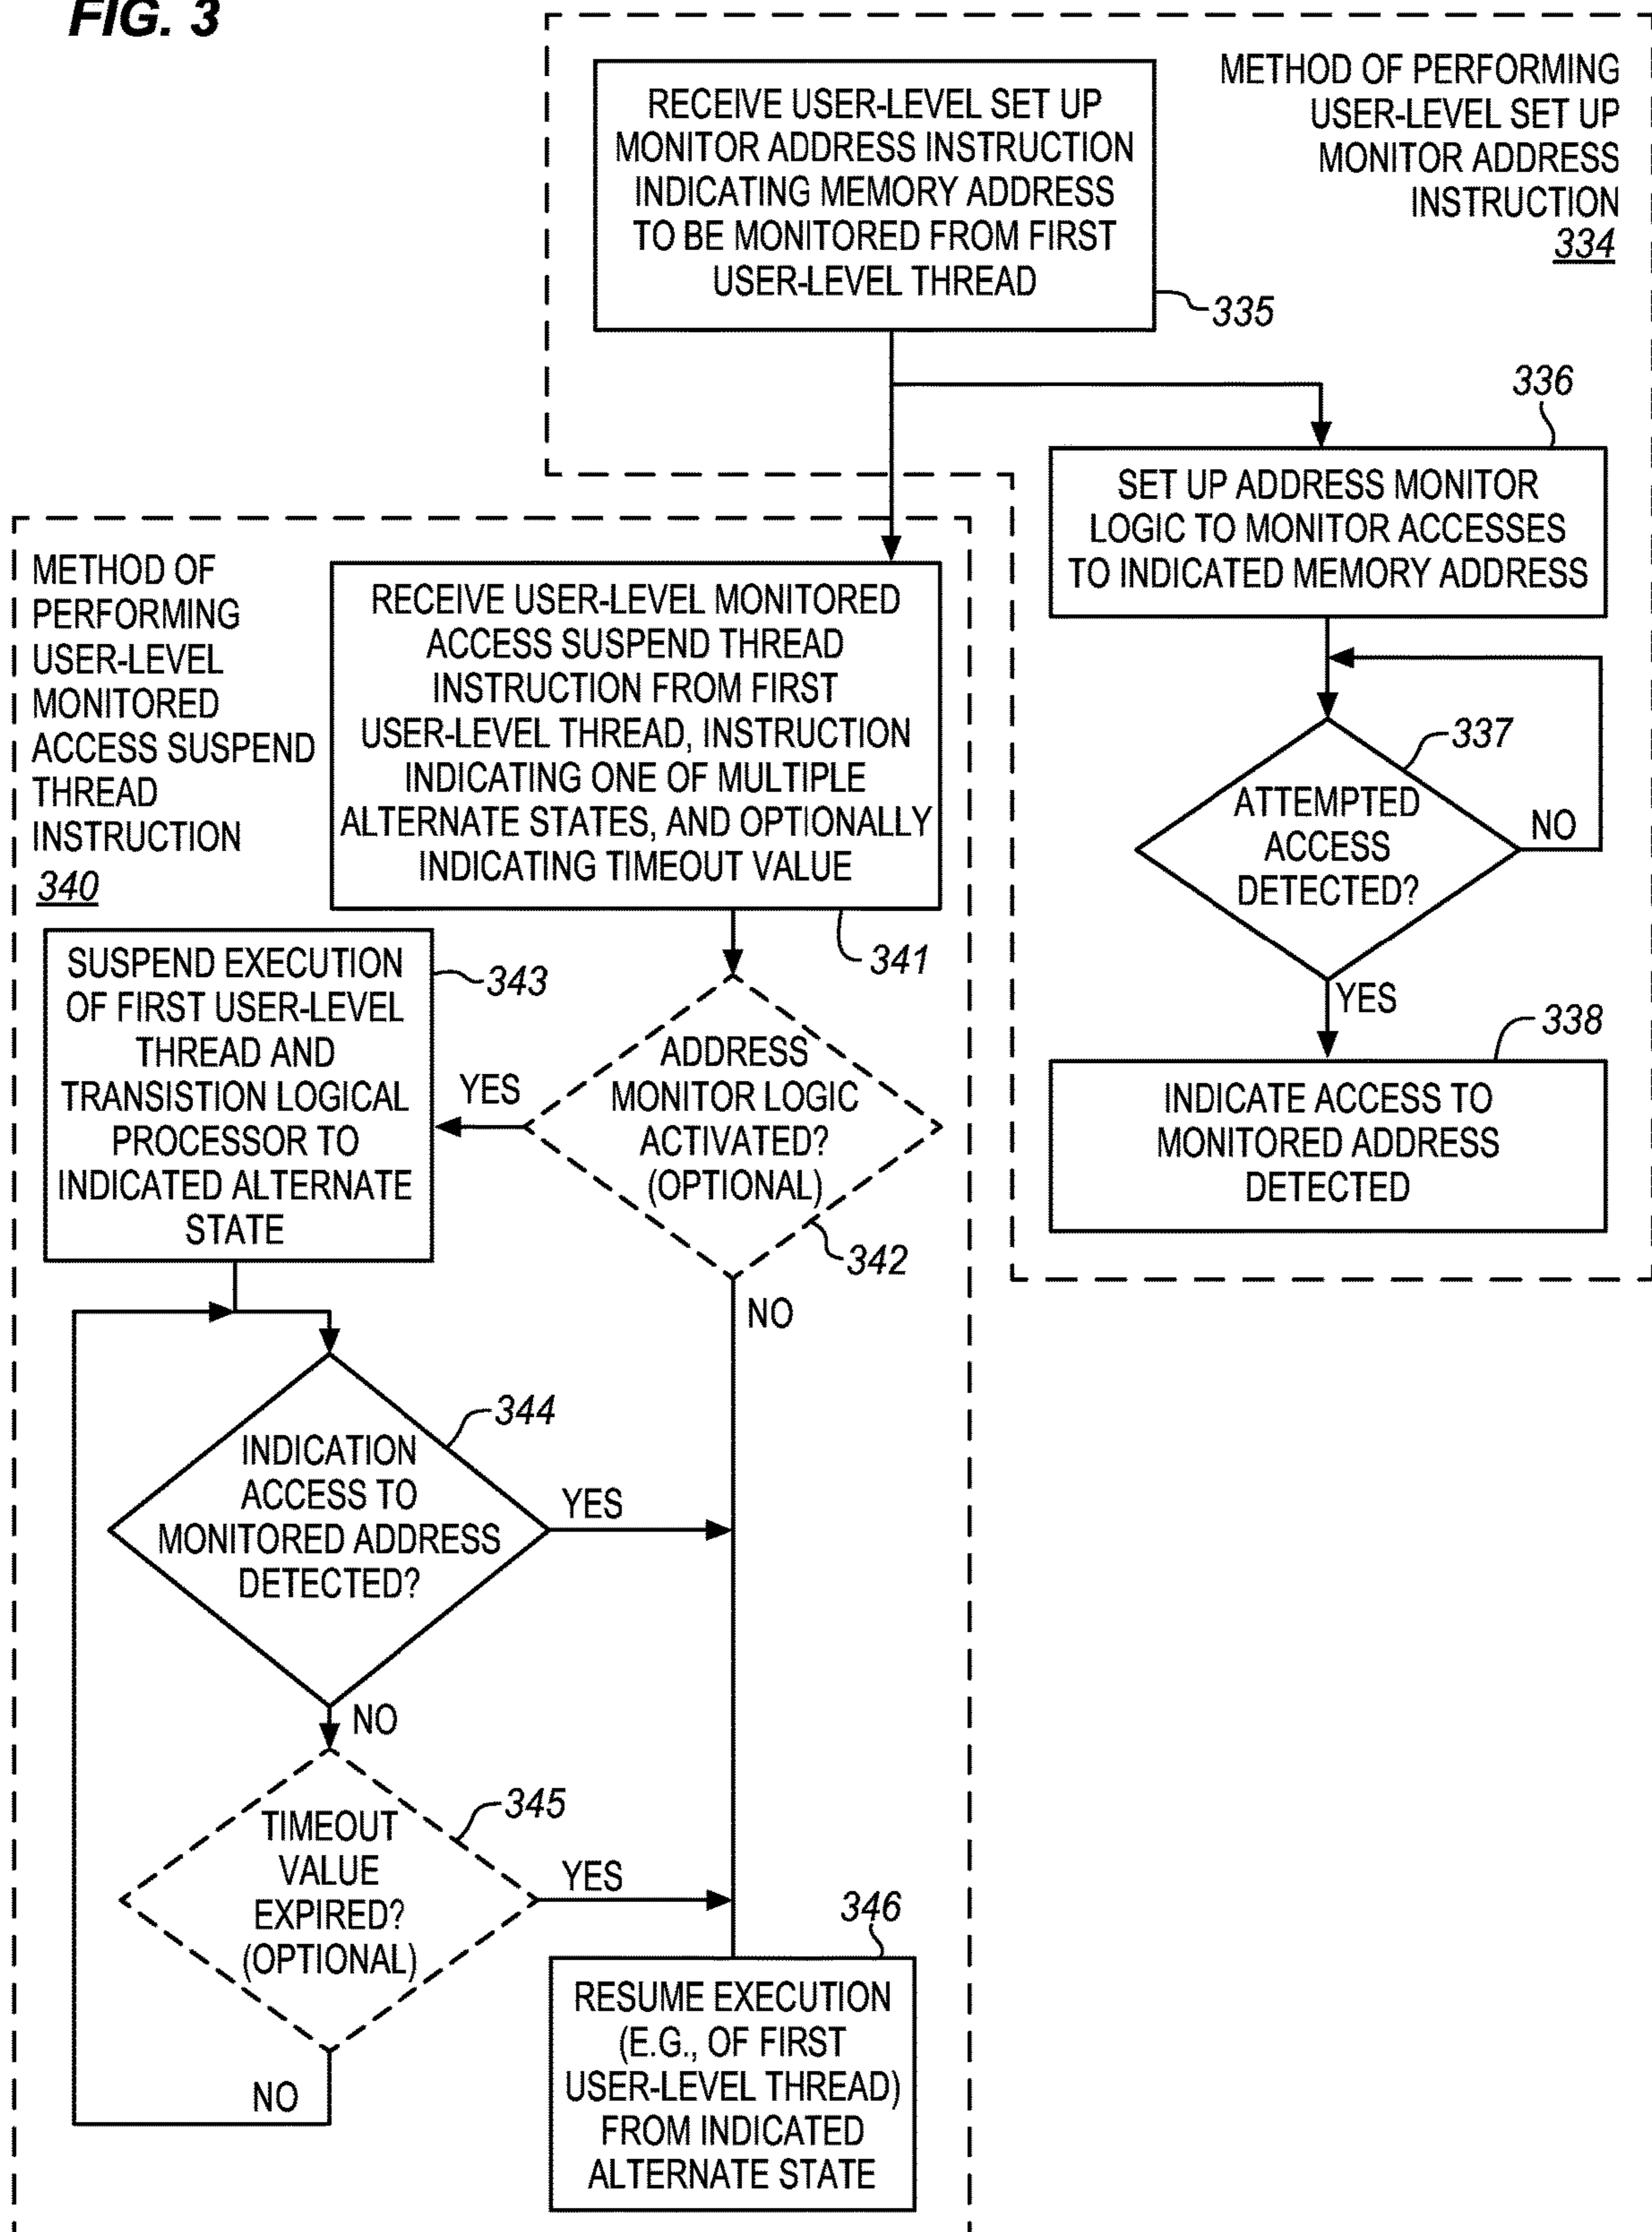 FIG. 3
RECEIVE USER-LEVEL SET UP
MONITOR ADDRESS INSTRUCTION
INDICATING MEMORY ADDRESS
TO BE MONITORED FROM FIRST
USER-LEVEL THREAD
335
METHOD OF PERFORMING
USER-LEVEL SET UP
MONITOR ADDRESS
INSTRUCTION
334
336
SET UP ADDRESS MONITOR
LOGIC TO MONITOR ACCESSES
TO INDICATED MEMORY ADDRESS
337
ATTEMPTED
ACCESS
DETECTED?
NO
YES
338
INDICATE ACCESS TO
MONITORED ADDRESS
DETECTED
METHOD OF
PERFORMING
USER-LEVEL
MONITORED
ACCESS SUSPEND
THREAD
INSTRUCTION
340
RECEIVE USER-LEVEL MONITORED
ACCESS SUSPEND THREAD
INSTRUCTION FROM FIRST
USER-LEVEL THREAD, INSTRUCTION
INDICATING ONE OF MULTIPLE
ALTERNATE STATES, AND OPTIONALLY
INDICATING TIMEOUT VALUE
341
ADDRESS
MONITOR LOGIC
ACTIVATED?
(OPTIONAL)
342
YES
NO
SUSPEND EXECUTION
OF FIRST USER-LEVEL
THREAD AND
TRANSISTION LOGICAL
PROCESSOR TO
INDICATED ALTERNATE
STATE
343
344
INDICATION
ACCESS TO
MONITORED ADDRESS
DETECTED?
YES
NO
345
TIMEOUT
VALUE
EXPIRED?
(OPTIONAL)
YES
NO
346
RESUME EXECUTION
(E.G., OF FIRST
USER-LEVEL THREAD)
FROM INDICATED
ALTERNATE STATE